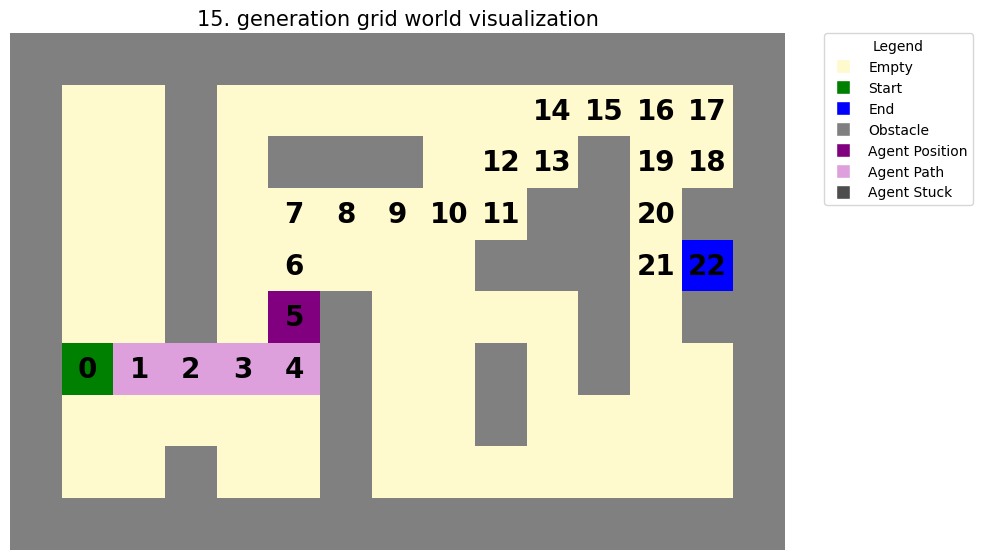 15. generation grid world visualization
Legend
Empty
Start
End
Obstacle
Agent Position
Agent Path
Agent Stuck
14 15 16 17
12 13 19 18
7 8 9 10 11 20
6 21 22
5
0 1 2 3 4